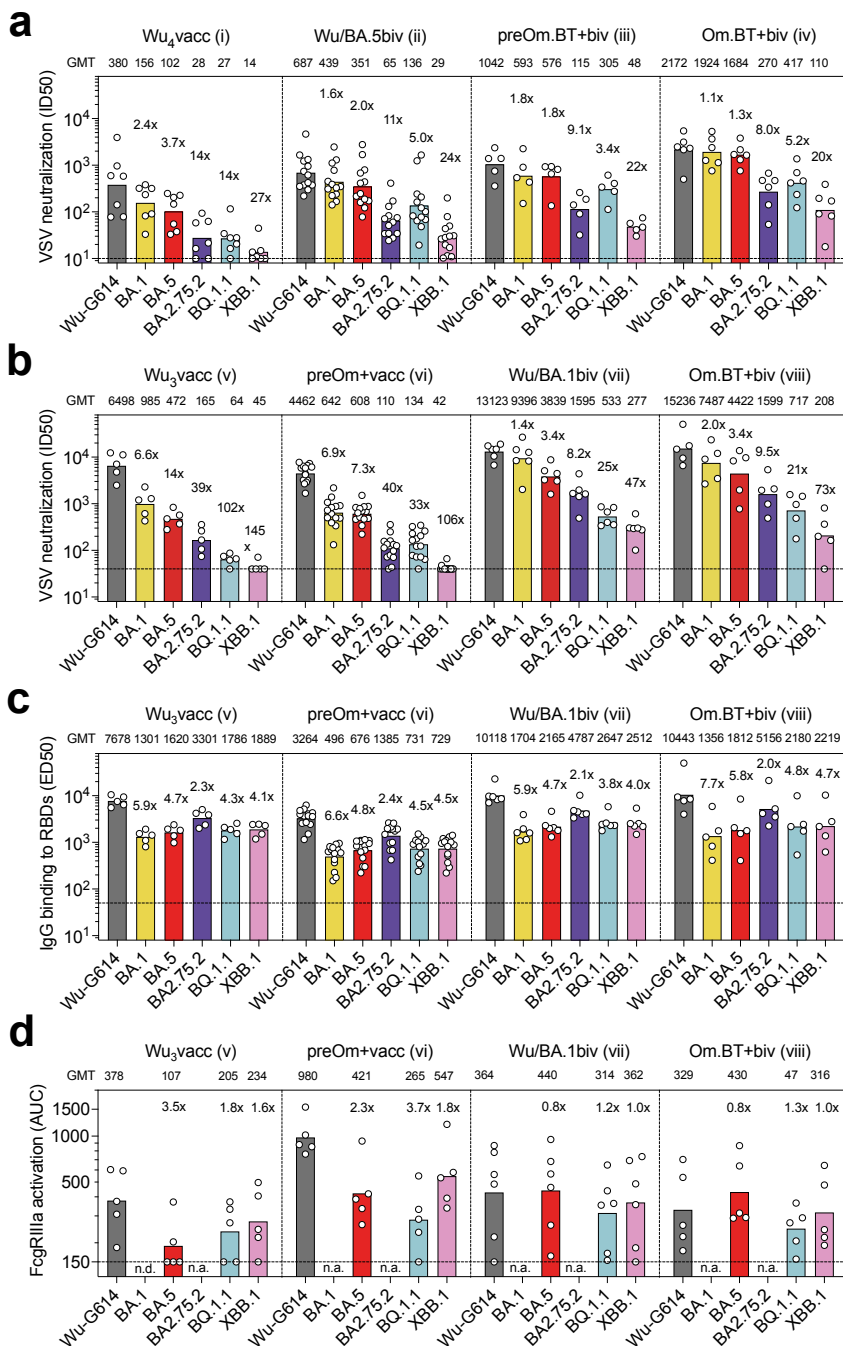 a
Wu4vacc (i) Wu/BA.5biv (ii) preOm.BT+biv (iii) Om.BT+biv (iv)
GMT 380 156 102 28 27 14 687 439 351 65 136 29 1042 593 576 115 305 48 2172 1924 1684 270 417 110
VSV neutralization (ID50)
10^4
10^3
10^2
10^1
2.4x 3.7x 14x 14x 27x 1.6x 2.0x 11x 5.0x 24x 1.8x 1.8x 9.1x 3.4x 22x 1.1x 1.3x 8.0x 5.2x 20x
Wu-G614 BA.1 BA.5 BA.2.75.2 BQ.1.1 XBB.1 Wu-G614 BA.1 BA.5 BA.2.75.2 BQ.1.1 XBB.1 Wu-G614 BA.1 BA.5 BA.2.75.2 BQ.1.1 XBB.1 Wu-G614 BA.1 BA.5 BA.2.75.2 BQ.1.1 XBB.1
b
Wu3vacc (v) preOm+vacc (vi) Wu/BA.1biv (vii) Om.BT+biv (viii)
GMT 6498 985 472 165 64 45 4462 642 608 110 134 42 13123 9396 3839 1595 533 277 15236 7487 4422 1599 717 208
VSV neutralization (ID50)
10^4
10^3
10^2
10^1
6.6x 14x 39x 102x 145 x 6.9x 7.3x 40x 33x 106x 1.4x 3.4x 8.2x 25x 47x 2.0x 3.4x 9.5x 21x 73x
Wu-G614 BA.1 BA.5 BA.2.75.2 BQ.1.1 XBB.1 Wu-G614 BA.1 BA.5 BA.2.75.2 BQ.1.1 XBB.1 Wu-G614 BA.1 BA.5 BA.2.75.2 BQ.1.1 XBB.1 Wu-G614 BA.1 BA.5 BA.2.75.2 BQ.1.1 XBB.1
c
Wu3vacc (v) preOm+vacc (vi) Wu/BA.1biv (vii) Om.BT+biv (viii)
GMT 7678 1301 1620 3301 1786 1889 3264 496 676 1385 731 729 10118 1704 2165 4787 2647 2512 10443 1356 1812 5156 2180 2219
IgG binding to RBDs (ED50)
10^4
10^3
10^2
10^1
5.9x 4.7x 2.3x 4.3x 4.1x 6.6x 4.8x 2.4x 4.5x 4.5x 5.9x 4.7x 2.1x 3.8x 4.0x 7.7x 5.8x 2.0x 4.8x 4.7x
Wu-G614 BA.1 BA.5 BA2.75.2 BQ.1.1 XBB.1 Wu-G614 BA.1 BA.5 BA2.75.2 BQ.1.1 XBB.1 Wu-G614 BA.1 BA.5 BA2.75.2 BQ.1.1 XBB.1 Wu-G614 BA.1 BA.5 BA2.75.2 BQ.1.1 XBB.1
d
Wu3vacc (v) preOm+vacc (vi) Wu/BA.1biv (vii) Om.BT+biv (viii)
GMT 378 107 205 234 980 421 265 547 364 440 314 362 329 430 47 316
FcgRIIIa activation (AUC)
1500
1000
500
150
3.5x 1.8x 1.6x 2.3x 3.7x 1.8x 0.8x 1.2x 1.0x 0.8x 1.3x 1.0x
n.d. n.a. n.a. n.a. n.a. n.a. n.a. n.a.
Wu-G614 BA.1 BA.5 BA2.75.2 BQ.1.1 XBB.1 Wu-G614 BA.1 BA.5 BA2.75.2 BQ.1.1 XBB.1 Wu-G614 BA.1 BA.5 BA2.75.2 BQ.1.1 XBB.1 Wu-G614 BA.1 BA.5 BA2.75.2 BQ.1.1 XBB.1